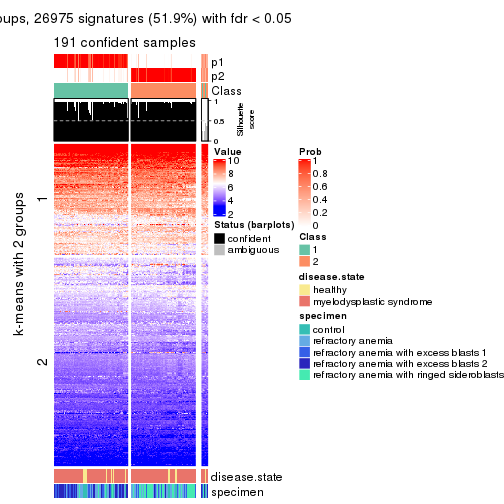 oups, 26975 signatures (51.9%) with fdr < 0.05
191 confident samples
p1
p2
Class
1
0.5
0
Silhouette
score
k-means with 2 groups
1
2
disease.state
specimen
Value
10
8
6
4
2
Status (barplots)
confident
ambiguous
Prob
1
0.8
0.6
0.4
0.2
0
Class
1
2
disease.state
healthy
myelodysplastic syndrome
specimen
control
refractory anemia
refractory anemia with excess blasts 1
refractory anemia with excess blasts 2
refractory anemia with ringed sideroblasts